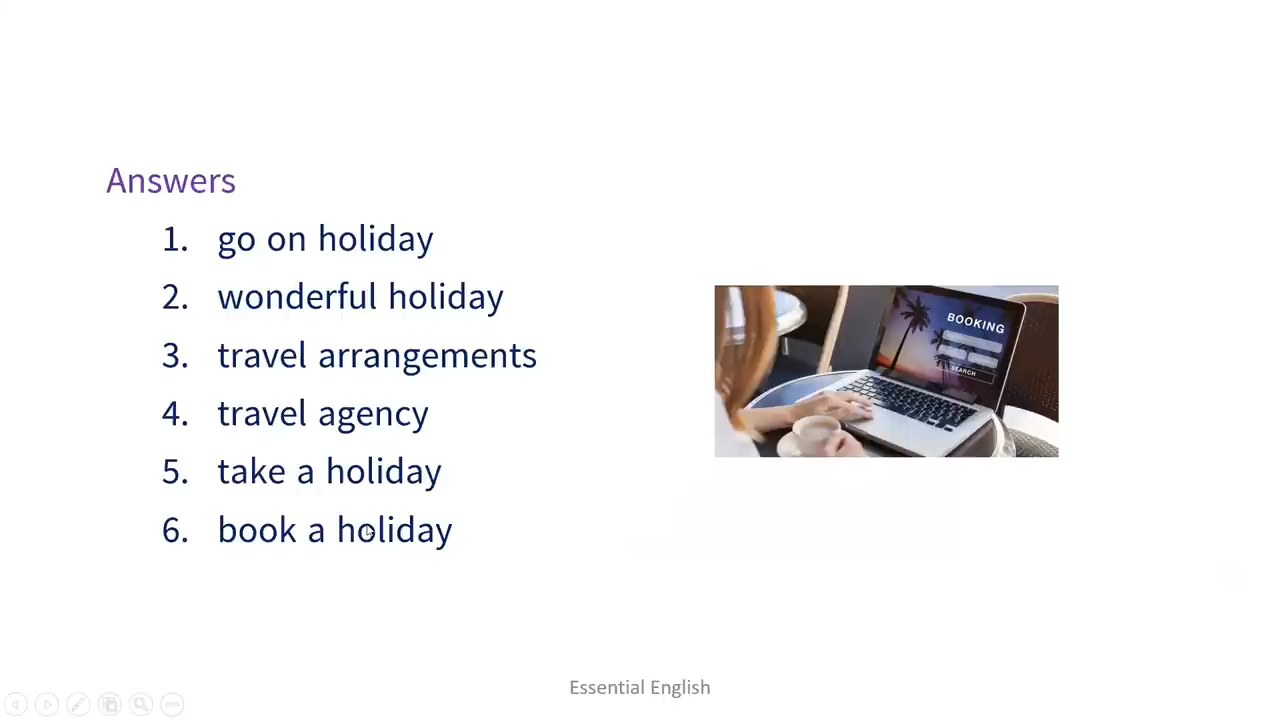 Answers
1. go on holiday
2. wonderful holiday
3. travel arrangements
4. travel agency
5. take a holiday
6. book a holiday
BOOKING
SEARCH
Essential English